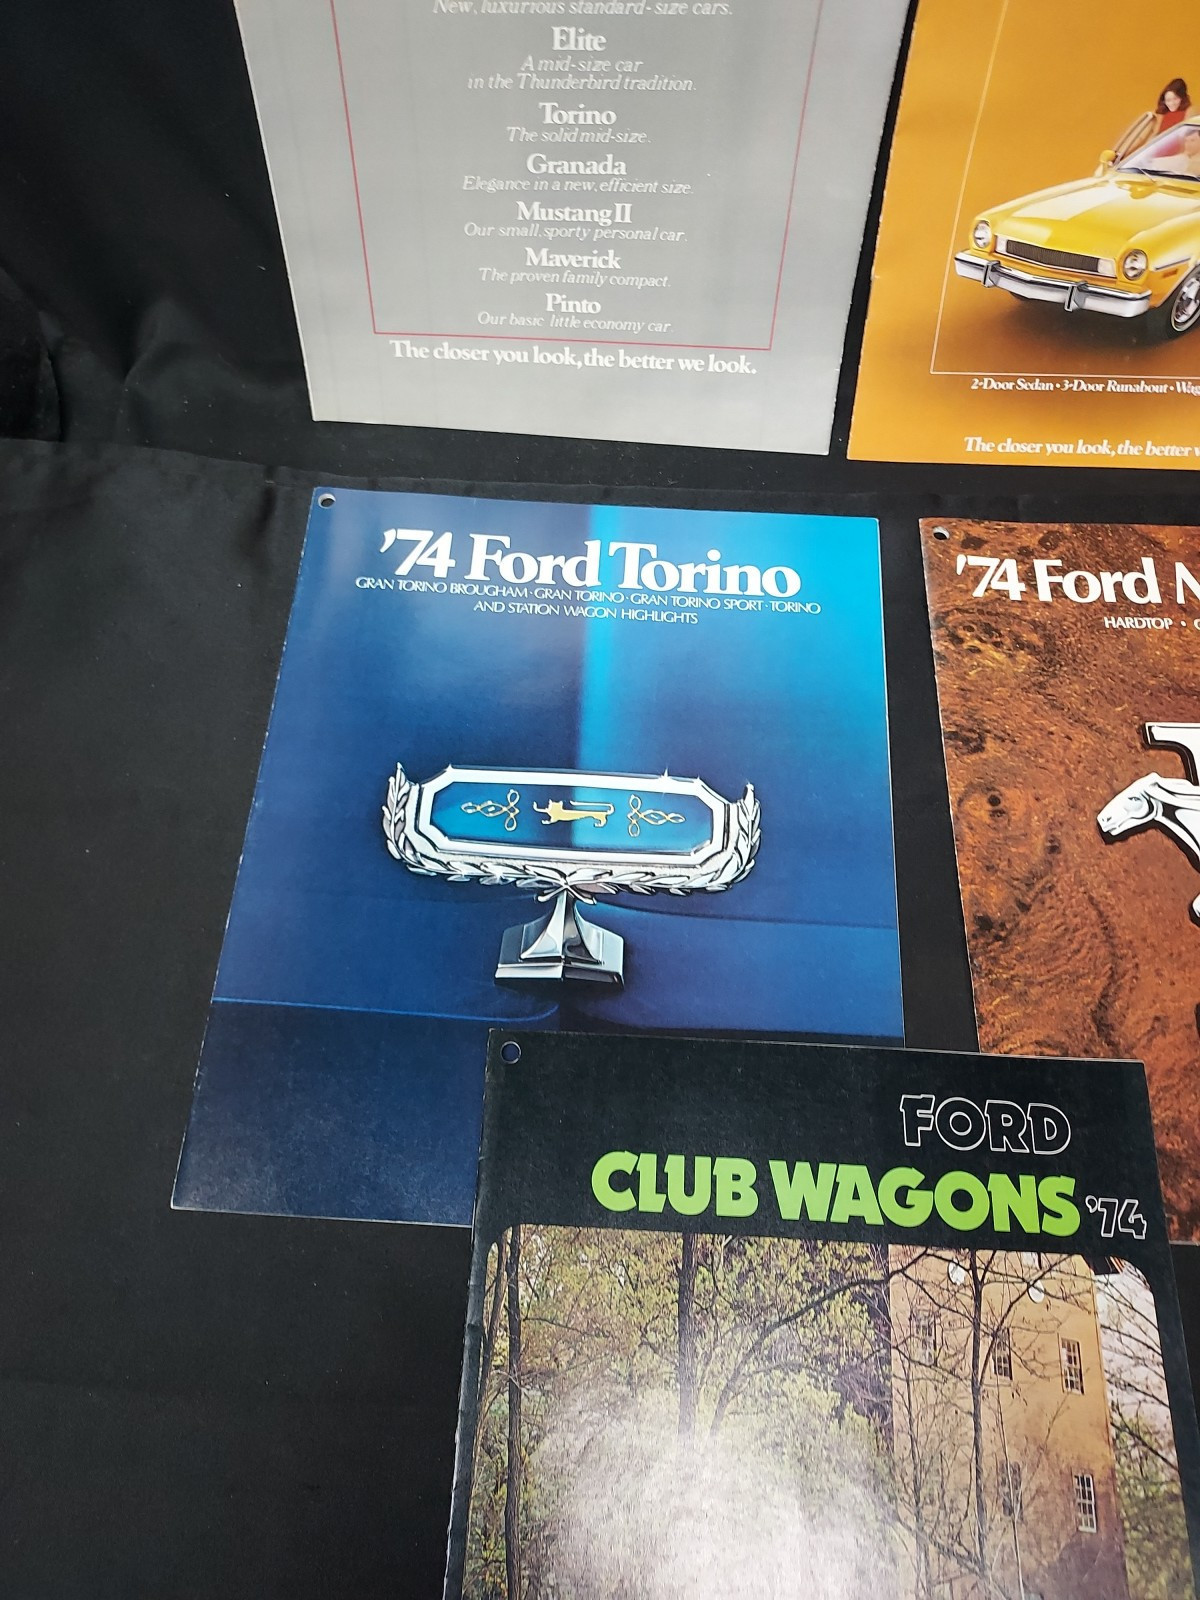 New, luxurious standard-size cars.
Elite
A mid-size car
in the Thunderbird tradition.
Torino
The solid mid-size.
Granada
Elegance in a new, efficient size.
Mustang II
Our small, sporty personal car.
Maverick
The proven family compact.
Pinto
Our basic little economy car.
The closer you look, the better we look.
2-Door Sedan • 3-Door Runabout • Wag
The closer you look, the better w
'74 Ford Torino
GRAN TORINO BROUGHAM · GRAN TORINO · GRAN TORINO SPORT · TORINO
AND STATION WAGON HIGHLIGHTS
'74 Ford
HARDTOP •
FORD
CLUB WAGONS '74